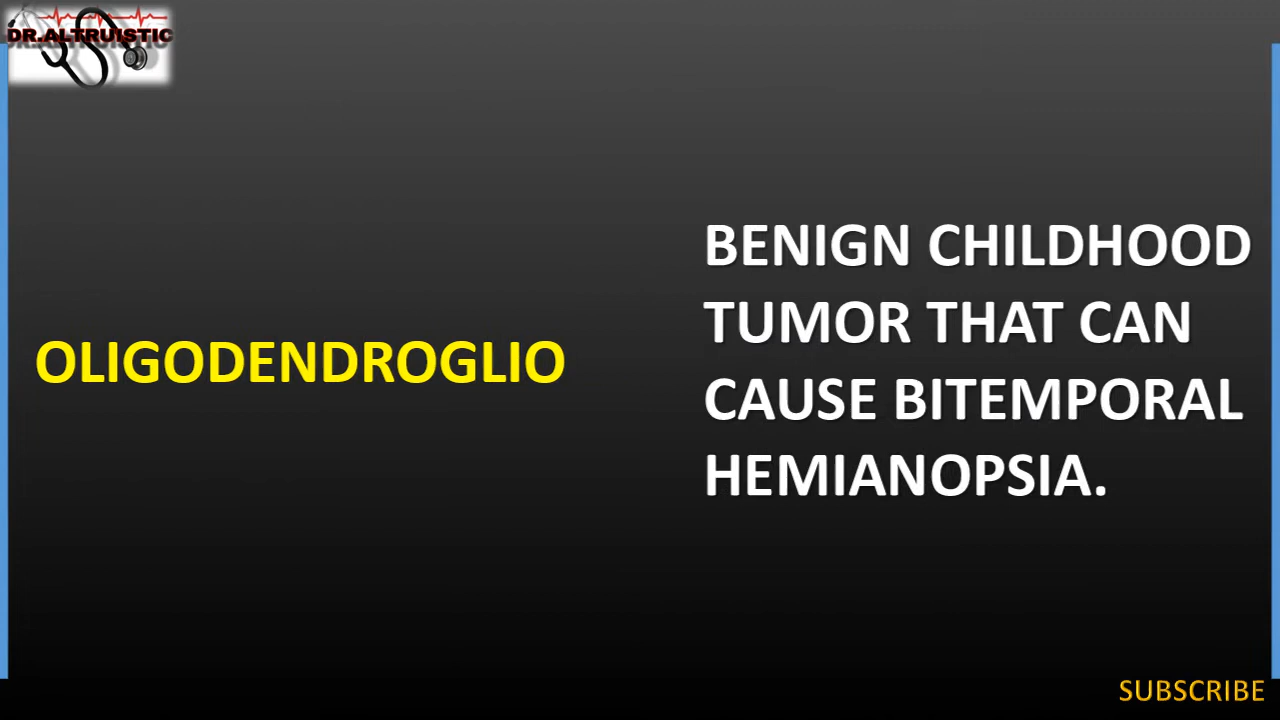 DR.ALTRUISTIC
OLIGODENDROGLIO
BENIGN CHILDHOOD
TUMOR THAT CAN
CAUSE BITEMPORAL
HEMIANOPSIA.
SUBSCRIBE